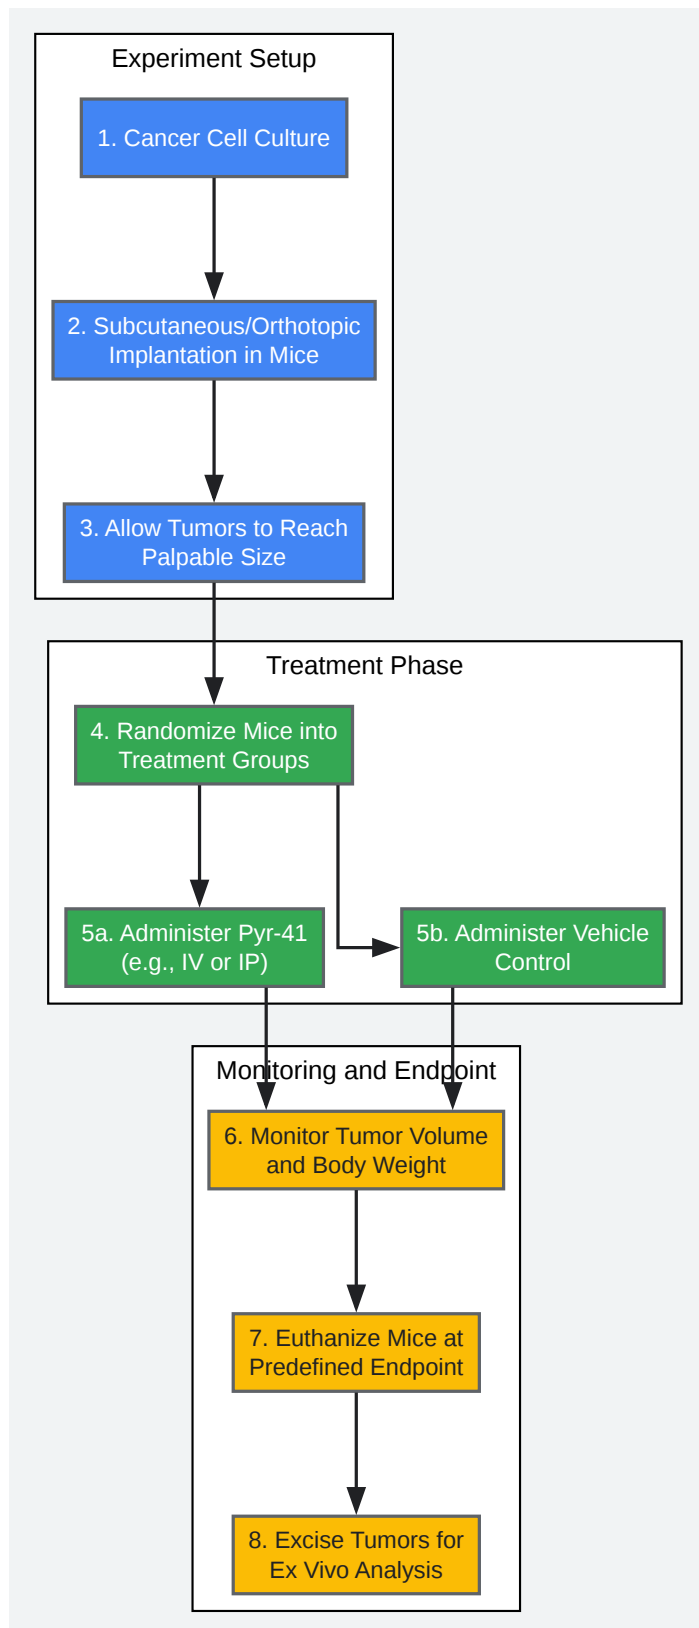 Experiment Setup
1. Cancer Cell Culture
2. Subcutaneous/Orthotopic
Implantation in Mice
3. Allow Tumors to Reach
Palpable Size
Treatment Phase
4. Randomize Mice into
Treatment Groups
5a. Administer Pyr-41
(e.g., IV or IP)
5b. Administer Vehicle
Control
Monitoring and Endpoint
6. Monitor Tumor Volume
and Body Weight
7. Euthanize Mice at
Predefined Endpoint
8. Excise Tumors for
Ex Vivo Analysis